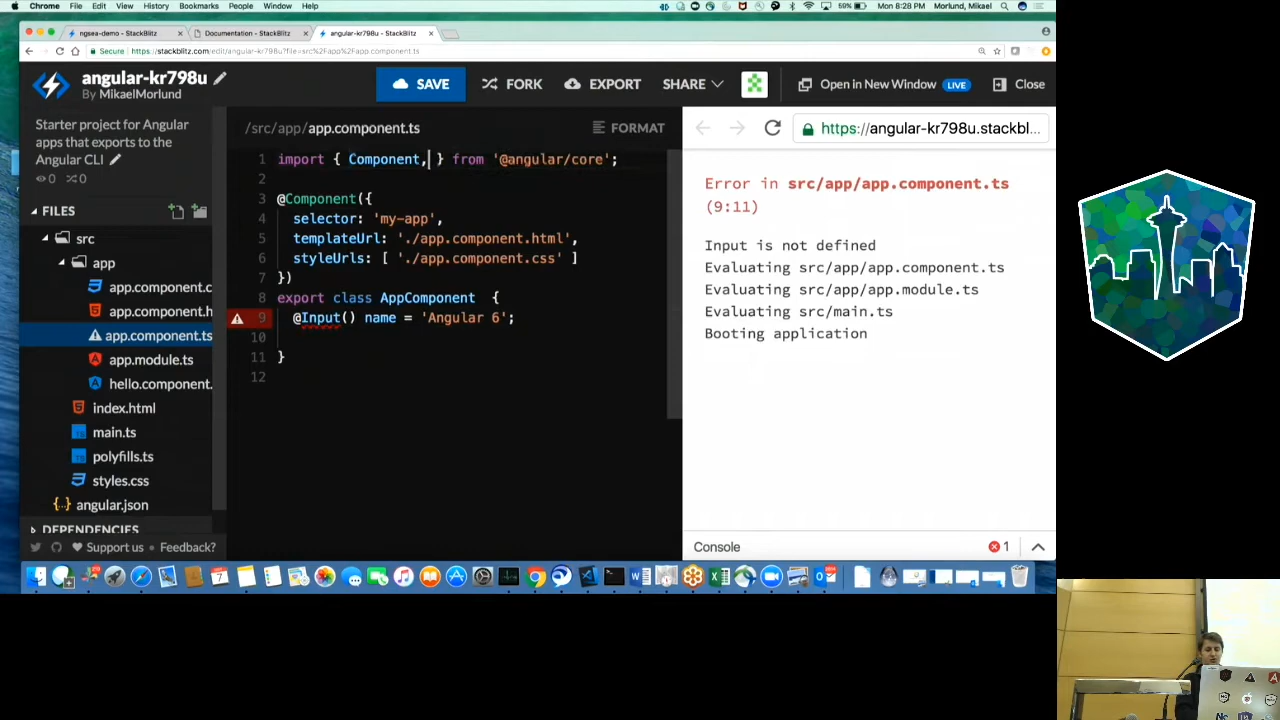 Chrome File Edit View History Bookmarks People Window Help
59% Mon 8:28 PM Morlund, Mikael
ngsea-demo - StackBlitz
Documentation - StackBlitz
angular-kr798u - StackBlitz
Secure https://stackblitz.com/edit/angular-kr798u?file=src%2Fapp%2Fapp.component.ts
angular-kr798u
By MikaelMorlund
SAVE FORK EXPORT SHARE Open in New Window LIVE Close
Starter project for Angular
apps that exports to the
Angular CLI
0 0
FILES
src
app
app.component.c
app.component.h
app.component.ts
app.module.ts
hello.component.
index.html
main.ts
polyfills.ts
styles.css
angular.json
DEPENDENCIES
Support us • Feedback?
/src/app/app.component.ts FORMAT
1 import { Component, } from '@angular/core';
2
3 @Component({
4 selector: 'my-app',
5 templateUrl: './app.component.html',
6 styleUrls: [ './app.component.css' ]
7 })
8 export class AppComponent {
9 @Input() name = 'Angular 6';
10
11 }
12
https://angular-kr798u.stackbl...
Error in src/app/app.component.ts
(9:11)
Input is not defined
Evaluating src/app/app.component.ts
Evaluating src/app/app.module.ts
Evaluating src/main.ts
Booting application
Console 1